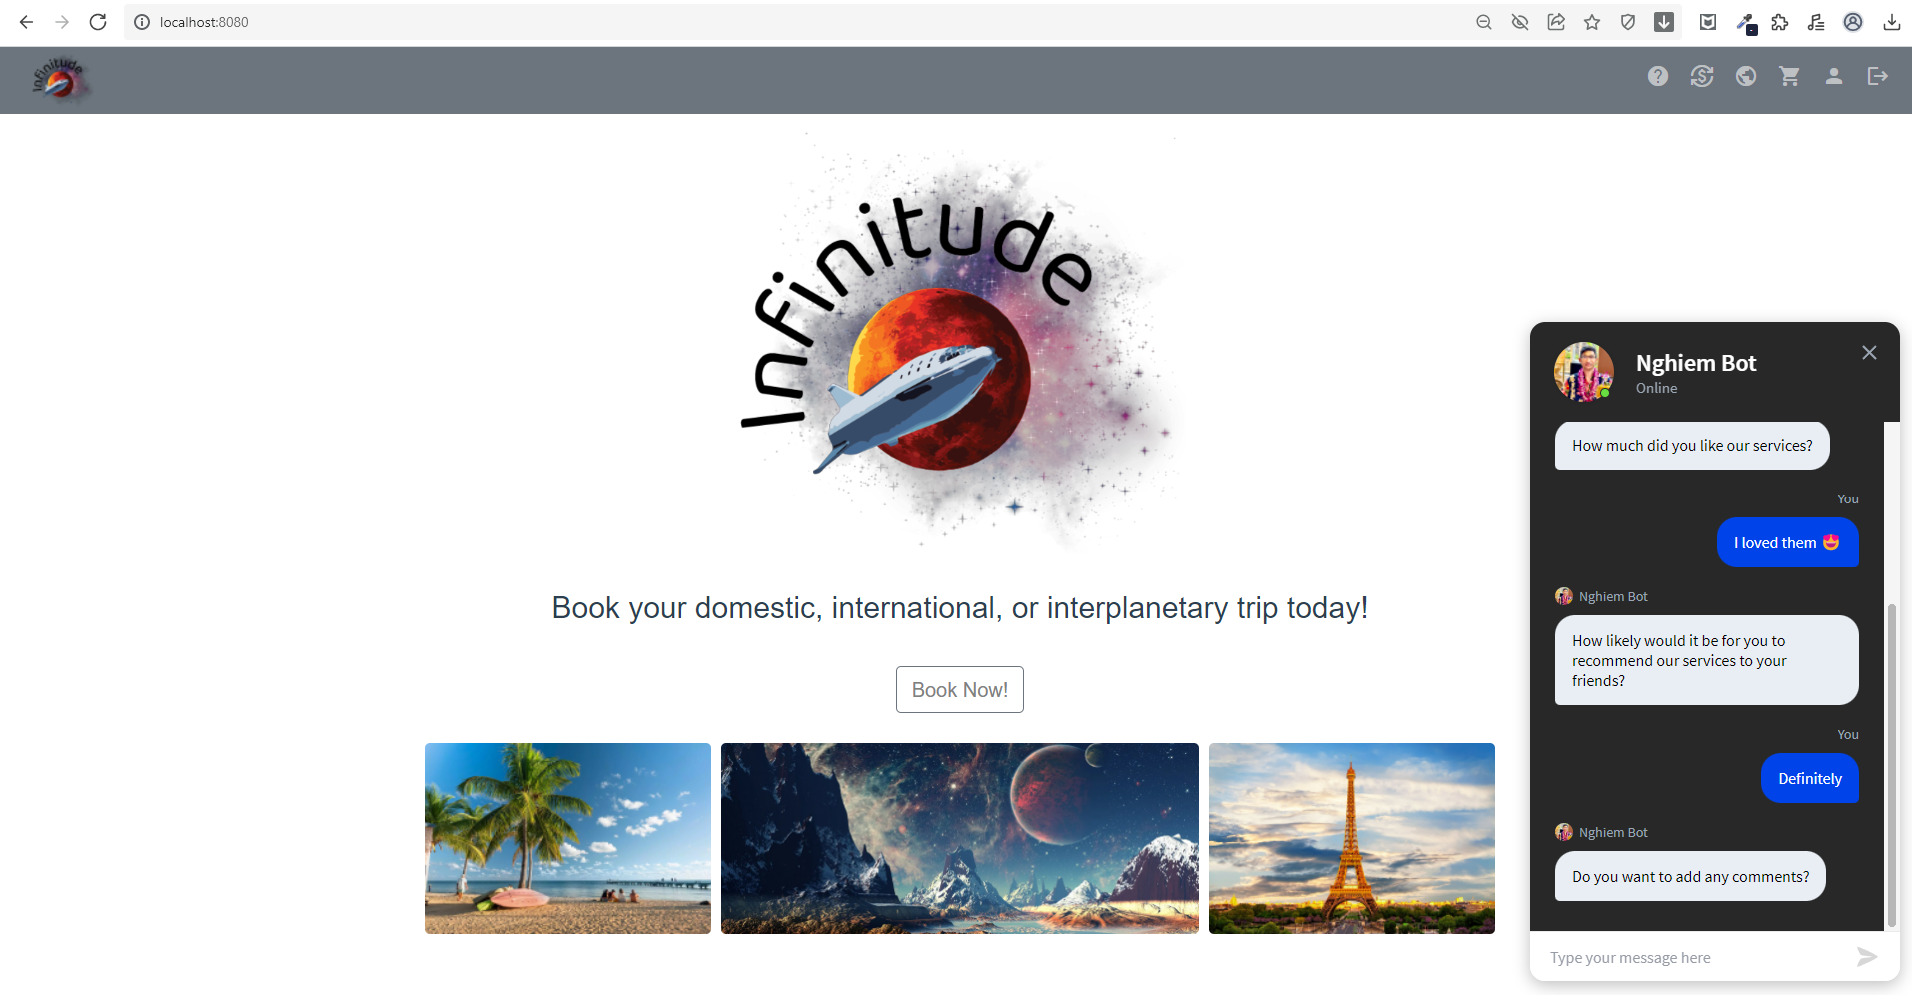 localhost:8080
Infinitude
Infinitude
Book your domestic, international, or interplanetary trip today!
Book Now!
Nghiem Bot
Online
How much did you like our services?
You
I loved them 😍
Nghiem Bot
How likely would it be for you to
recommend our services to your
friends?
You
Definitely
Nghiem Bot
Do you want to add any comments?
Type your message here